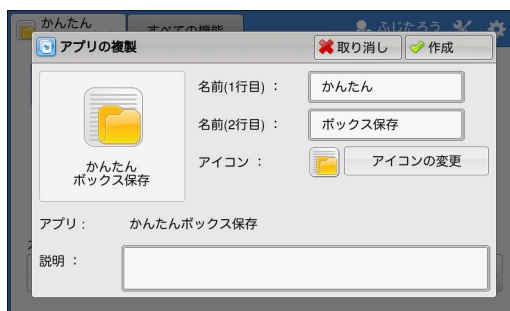 かんたん
すべての機能
ふじたろう
アプリの複製
取り消し
作成
名前(1行目) :
かんたん
名前(2行目) :
ボックス保存
アイコン :
アイコンの変更
かんたん
ボックス保存
アプリ :
かんたんボックス保存
説明 :